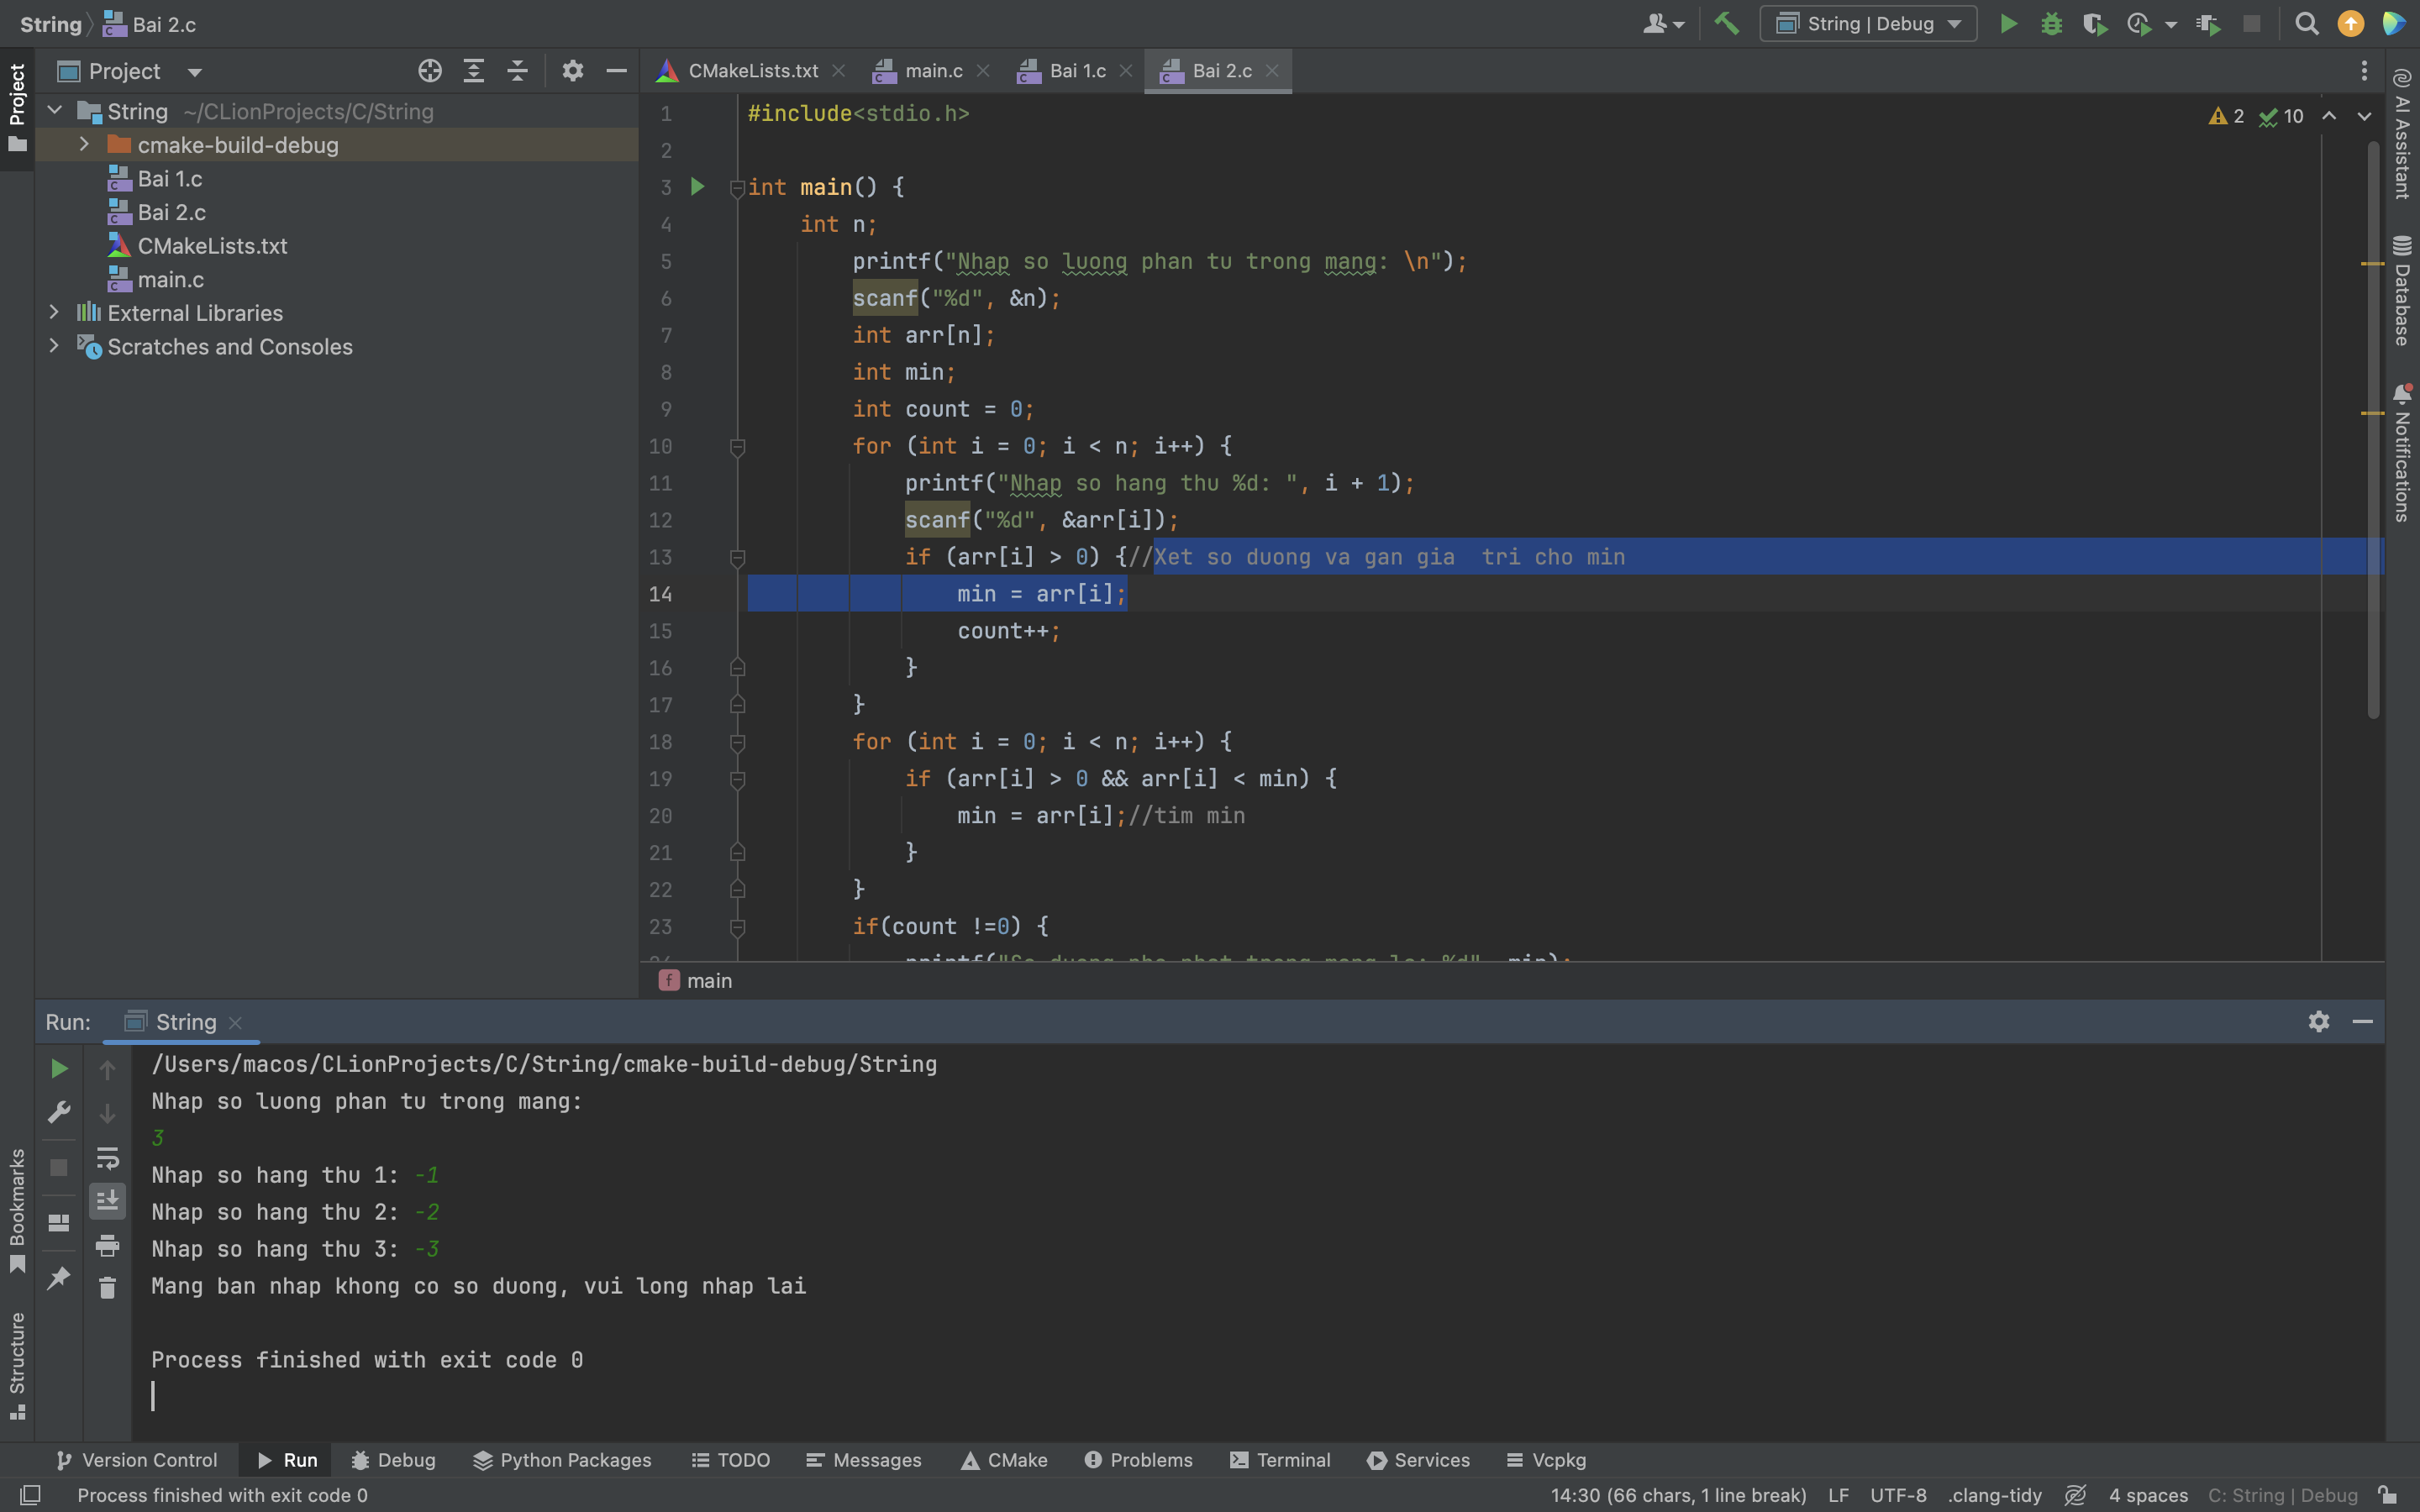 String
Bai 2.c
String | Debug
Project
CMakeLists.txt
main.c
Bai 1.c
Bai 2.c
Project
String ~/CLionProjects/C/String
cmake-build-debug
Bai 1.c
Bai 2.c
CMakeLists.txt
main.c
External Libraries
Scratches and Consoles
2 10
1 #include<stdio.h>
2
3 int main() {
4 int n;
5 printf("Nhap so luong phan tu trong mang: \n");
6 scanf("%d", &n);
7 int arr[n];
8 int min;
9 int count = 0;
10 for (int i = 0; i < n; i++) {
11 printf("Nhap so hang thu %d: ", i + 1);
12 scanf("%d", &arr[i]);
13 if (arr[i] > 0) {//Xet so duong va gan gia  tri cho min
14 min = arr[i];
15 count++;
16 }
17 }
18 for (int i = 0; i < n; i++) {
19 if (arr[i] > 0 && arr[i] < min) {
20 min = arr[i];//tim min
21 }
22 }
23 if(count !=0) {
f main
AI Assistant
Database
Notifications
Run: String
/Users/macos/CLionProjects/C/String/cmake-build-debug/String
Nhap so luong phan tu trong mang:
3
Nhap so hang thu 1: -1
Nhap so hang thu 2: -2
Nhap so hang thu 3: -3
Mang ban nhap khong co so duong, vui long nhap lai
Process finished with exit code 0
Bookmarks
Structure
Version Control Run Debug Python Packages TODO Messages CMake Problems Terminal Services Vcpkg
Process finished with exit code 0
14:30 (66 chars, 1 line break) LF UTF-8 .clang-tidy 4 spaces C: String | Debug